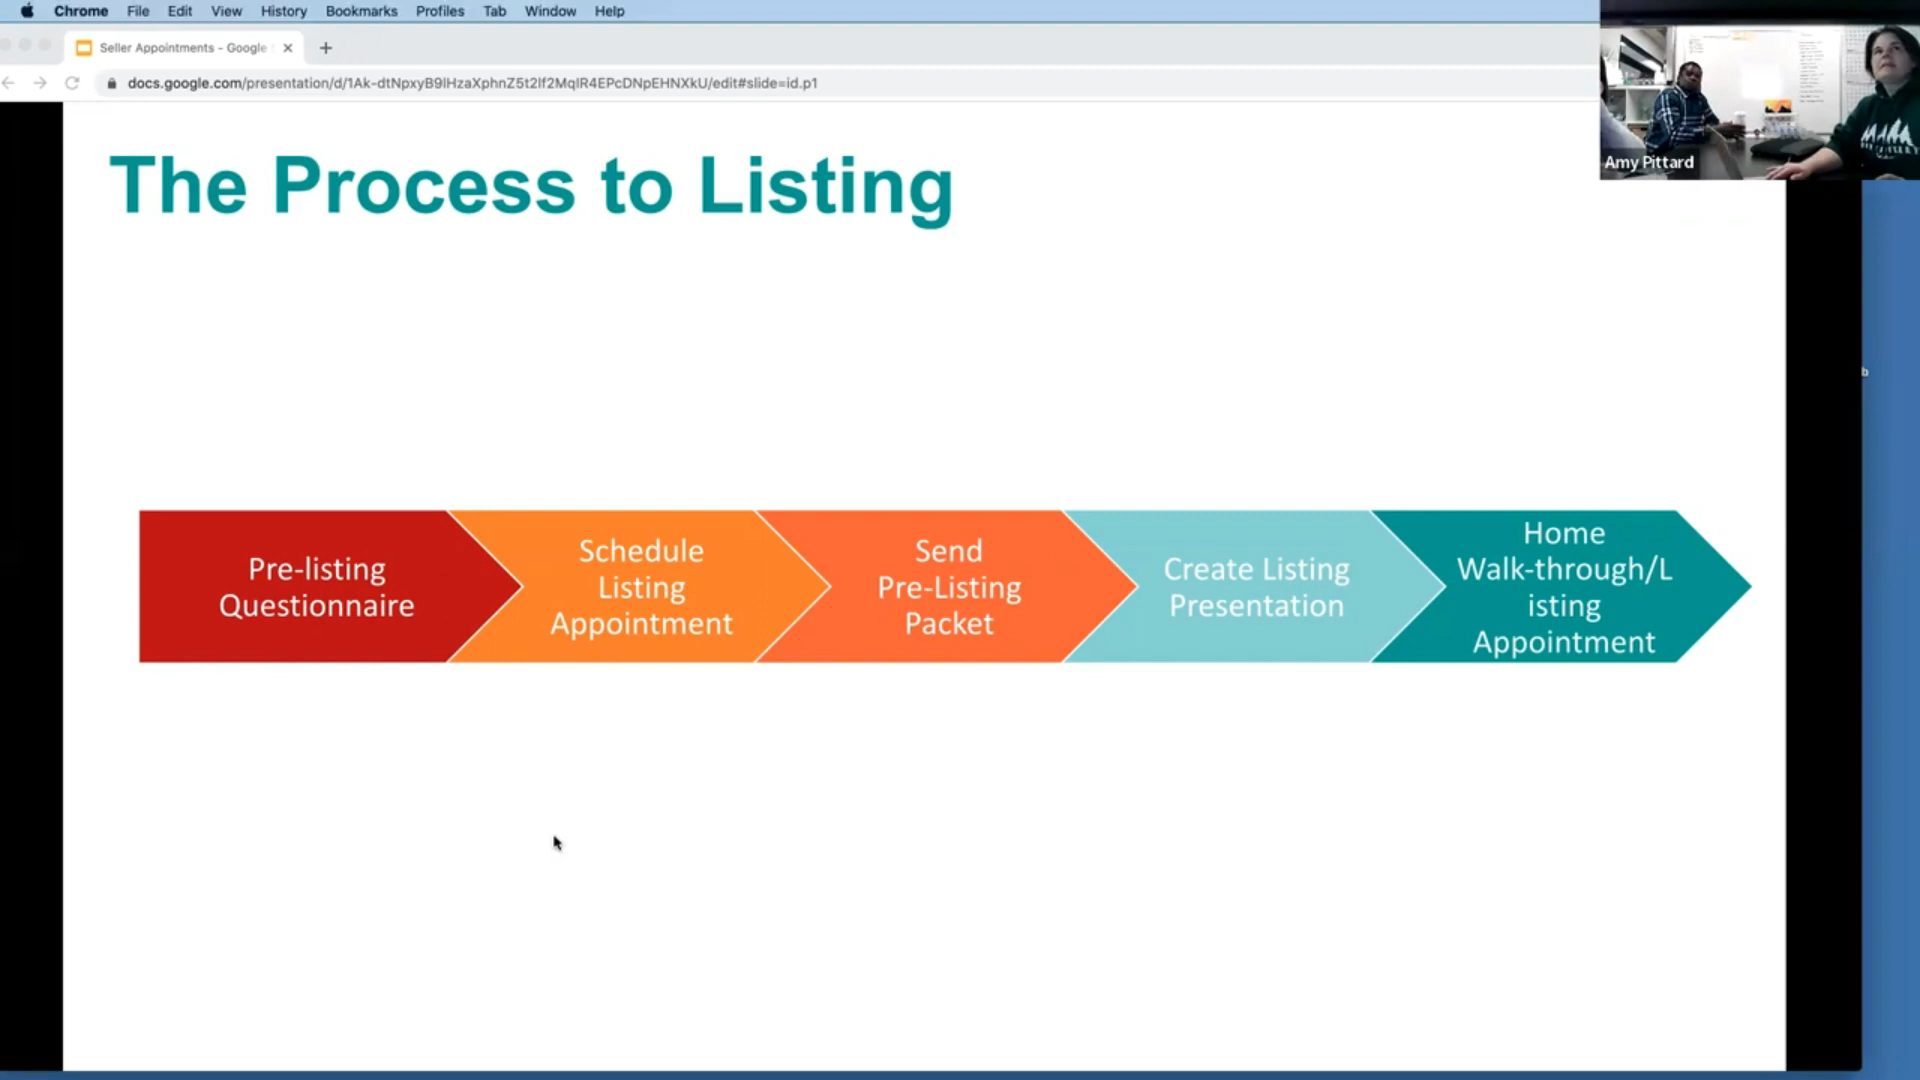 Chrome File Edit View History Bookmarks Profiles Tab Window Help
Seller Appointments - Google
docs.google.com/presentation/d/1Ak-dtNpxyB9lHzaXphnZ5t2lf2MqlR4EPcDNpEHNXkU/edit#slide=id.p1
Amy Pittard
The Process to Listing
b
Pre-listing
Questionnaire
Schedule
Listing
Appointment
Send
Pre-Listing
Packet
Create Listing
Presentation
Home
Walk-through/L
isting
Appointment